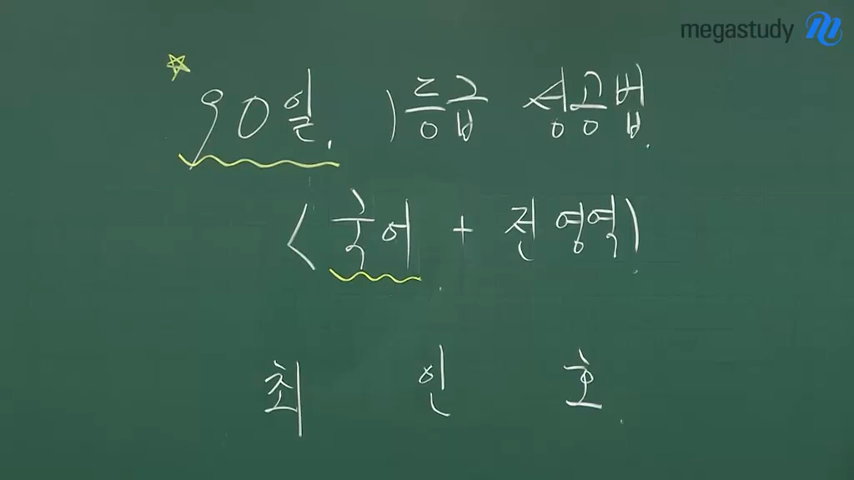 megastudy
90일. 1등급 성공법.
<국어 + 전 영역>
최 인 호.